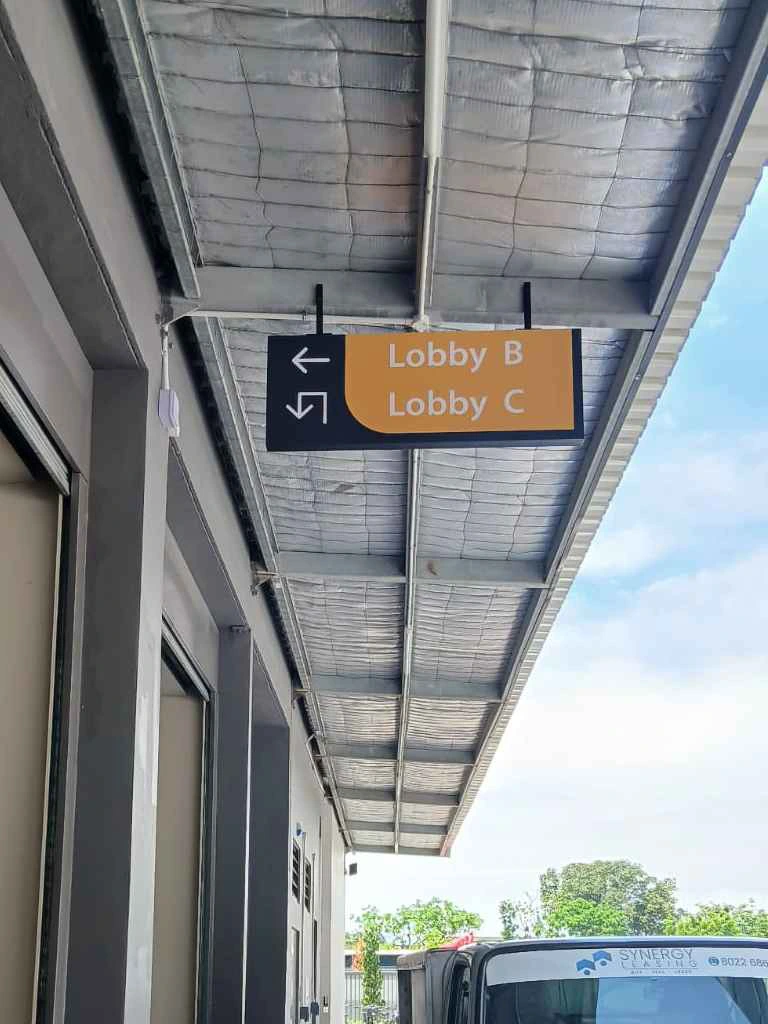 Lobby B
Lobby C
SYNERGY
LEASING
8022 686